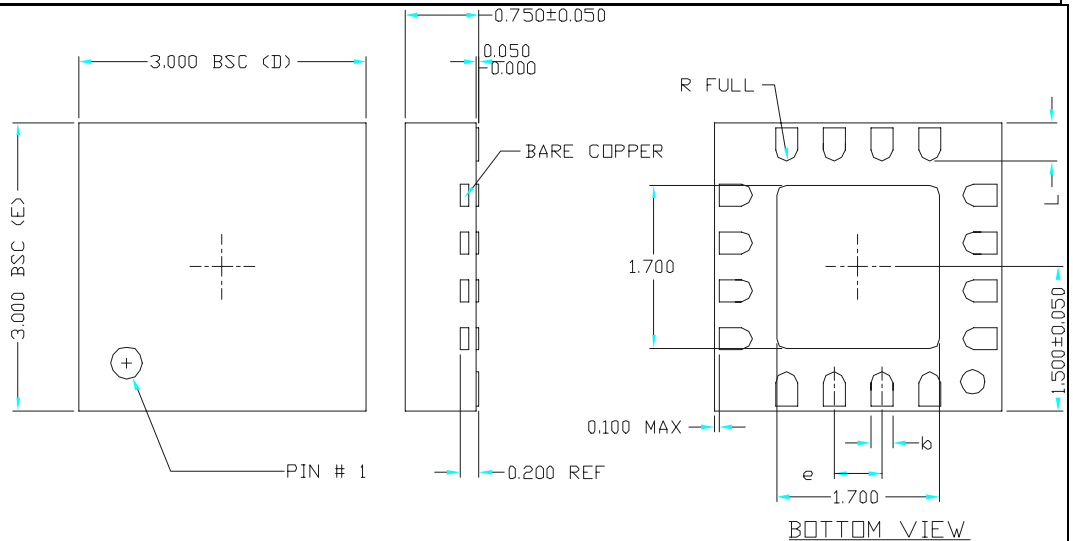 0.750±0.050
3.000 BSC (D)
0.050
0.000
R FULL
BARE COPPER
L
3.000 BSC (E)
1.700
1.500±0.050
0.100 MAX
b
PIN # 1
0.200 REF
e
1.700
BOTTOM VIEW